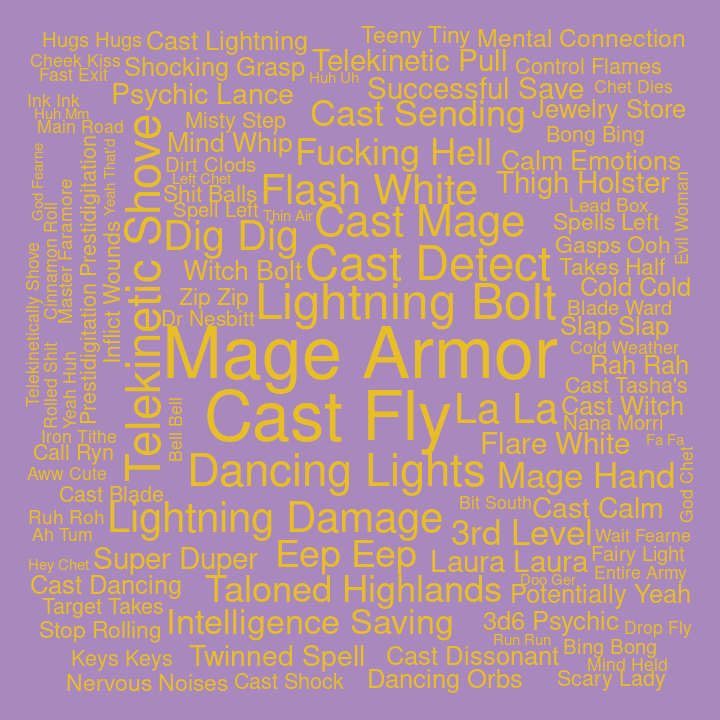 Hugs Hugs
Cast Lightning
Teeny Tiny
Mental Connection
Cheek Kiss
Shocking Grasp
Telekinetic Pull
Control Flames
Fast Exit
Huh Uh
Successful Save
Chet Dies
Ink Ink
Psychic Lance
Cast Sending
Jewelry Store
Huh Mm
Main Road
Misty Step
Bong Bing
Mind Whip
Fucking Hell
Calm Emotions
Dirt Clods
Left Chet
Flash White
Thigh Holster
Shit Balls
Lead Box
Spell Left
Thin Air
Cast Mage
Spells Left
Evil Woman
God Fearne
Yeah That'd
Prestidigitation Prestidigitation
Telekinetic Shove
Master Faramore
Cinnamon Roll
Inflict Wounds
Telekinetically Shove
Dig Dig
Gasps Ooh
Witch Bolt
Cast Detect
Takes Half
Zip Zip
Lightning Bolt
Cold Cold
Dr Nesbitt
Blade Ward
Slap Slap
Mage Armor
Cold Weather
Rah Rah
Rolled Shit
Yeah Huh
Cast Tasha's
Cast Fly
La La
Cast Witch
Bell Bell
Nana Morri
Iron Tithe
Flare White
Fa Fa
Call Ryn
Aww Cute
Dancing Lights
Mage Hand
God Chet
Cast Blade
Bit South
Cast Calm
Ruh Roh
Lightning Damage
3rd Level
Ah Tum
Wait Fearne
Hey Chet
Super Duper
Eep Eep
Laura Laura
Fairy Light
Cast Dancing
Taloned Highlands
Doo Ger
Entire Army
Potentially Yeah
Target Takes
Stop Rolling
Intelligence Saving
3d6 Psychic
Drop Fly
Run Run
Keys Keys
Twinned Spell
Cast Dissonant
Bing Bong
Mind Held
Nervous Noises
Cast Shock
Dancing Orbs
Scary Lady